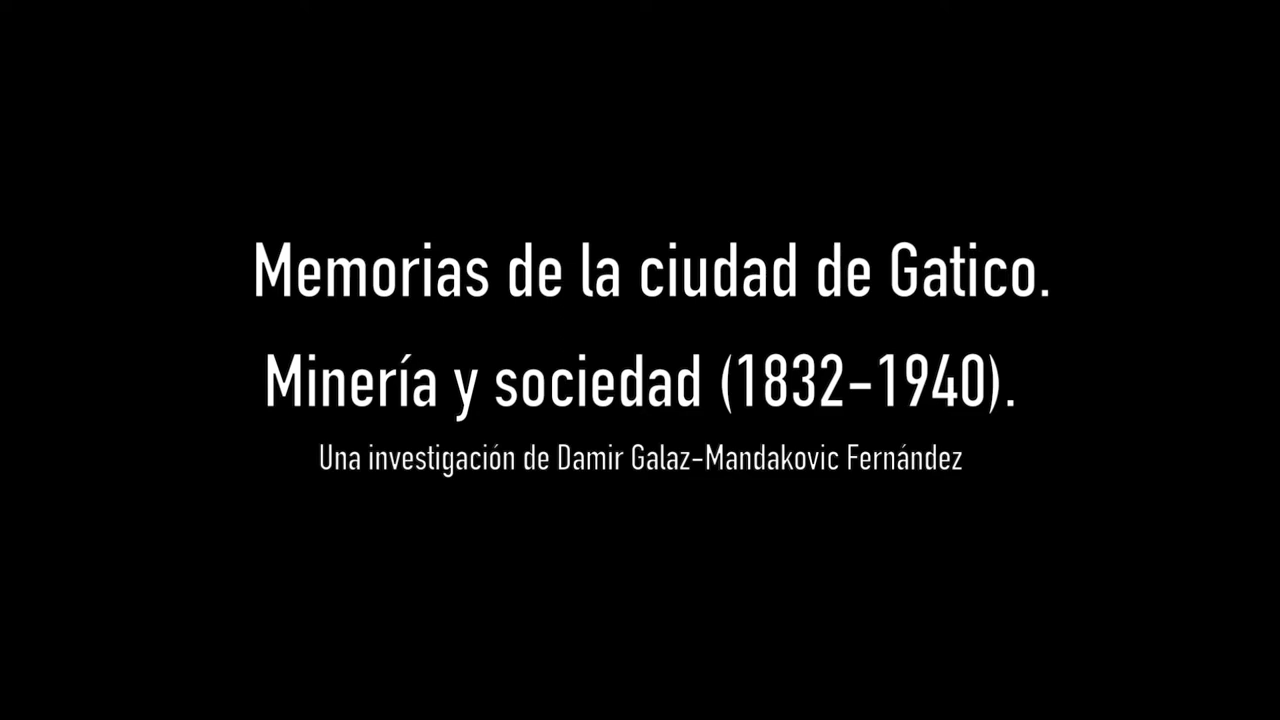 Memorias de la ciudad de Gatico.
Minería y sociedad (1832-1940).
Una investigación de Damir Galaz-Mandakovic Fernández